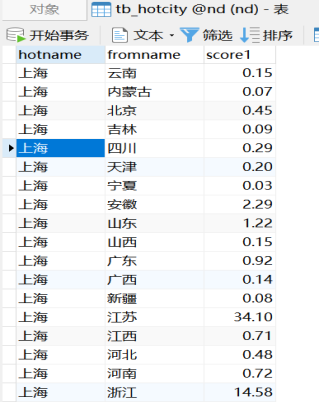 对象 tb_hotcity @nd (nd) - 表
开始事务 文本 筛选 排序
hotname fromname score1
上海 云南 0.15
上海 内蒙古 0.07
上海 北京 0.45
上海 吉林 0.09
上海 四川 0.29
上海 天津 0.20
上海 宁夏 0.03
上海 安徽 2.29
上海 山东 1.22
上海 山西 0.15
上海 广东 0.92
上海 广西 0.14
上海 新疆 0.08
上海 江苏 34.10
上海 江西 0.71
上海 河北 0.48
上海 河南 0.72
上海 浙江 14.58